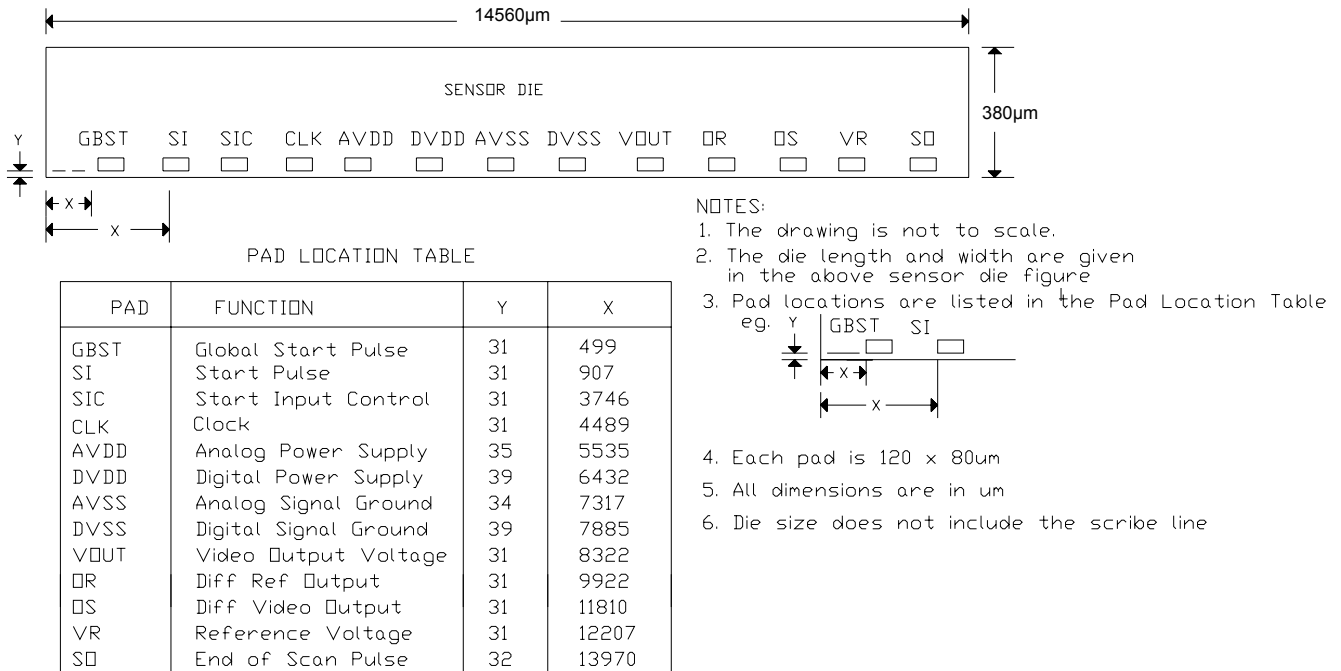 14560µm
SENSOR DIE
380µm
Y GBST SI SIC CLK AVDD DVDD AVSS DVSS VOUT OR OS VR SO
X
X
PAD LOCATION TABLE
PAD FUNCTION Y X
GBST Global Start Pulse 31 499
SI Start Pulse 31 907
SIC Start Input Control 31 3746
CLK Clock 31 4489
AVDD Analog Power Supply 35 5535
DVDD Digital Power Supply 39 6432
AVSS Analog Signal Ground 34 7317
DVSS Digital Signal Ground 39 7885
VOUT Video Output Voltage 31 8322
OR Diff Ref Output 31 9922
OS Diff Video Output 31 11810
VR Reference Voltage 31 12207
SO End of Scan Pulse 32 13970
NOTES:
1. The drawing is not to scale.
2. The die length and width are given
in the above sensor die figure
3. Pad locations are listed in the Pad Location Table
eg. Y GBST SI
X
X
4. Each pad is 120 x 80um
5. All dimensions are in um
6. Die size does not include the scribe line